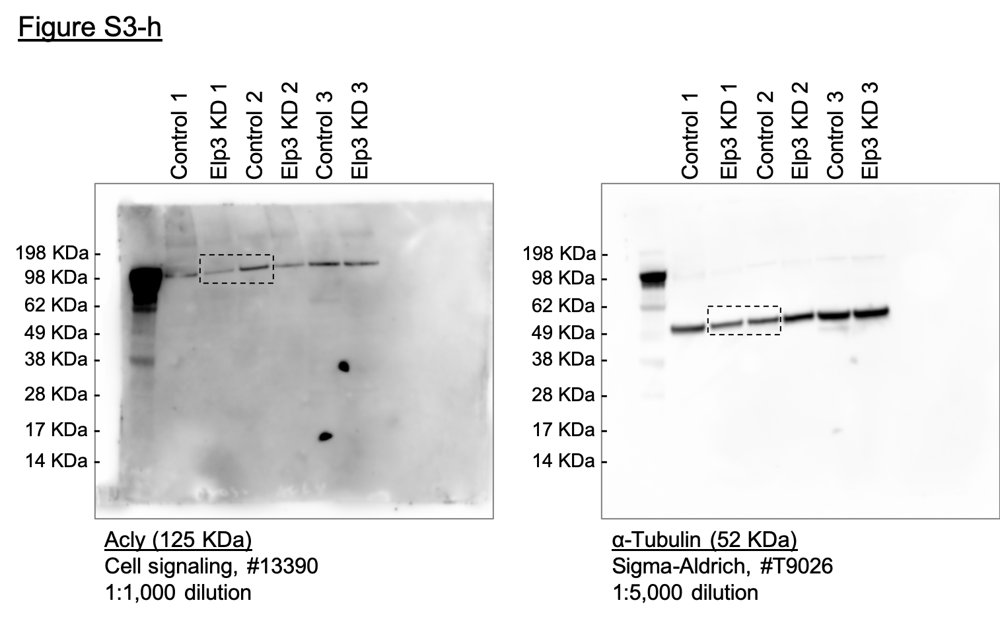 Figure S3-h
Control 1
Elp3 KD 1
Control 2
Elp3 KD 2
Control 3
Elp3 KD 3
198 KDa
98 KDa
62 KDa
49 KDa
38 KDa
28 KDa
17 KDa
14 KDa
Acly (125 KDa)
Cell signaling, #13390
1:1,000 dilution
Control 1
Elp3 KD 1
Control 2
Elp3 KD 2
Control 3
Elp3 KD 3
198 KDa
98 KDa
62 KDa
49 KDa
38 KDa
28 KDa
17 KDa
14 KDa
α-Tubulin (52 KDa)
Sigma-Aldrich, #T9026
1:5,000 dilution